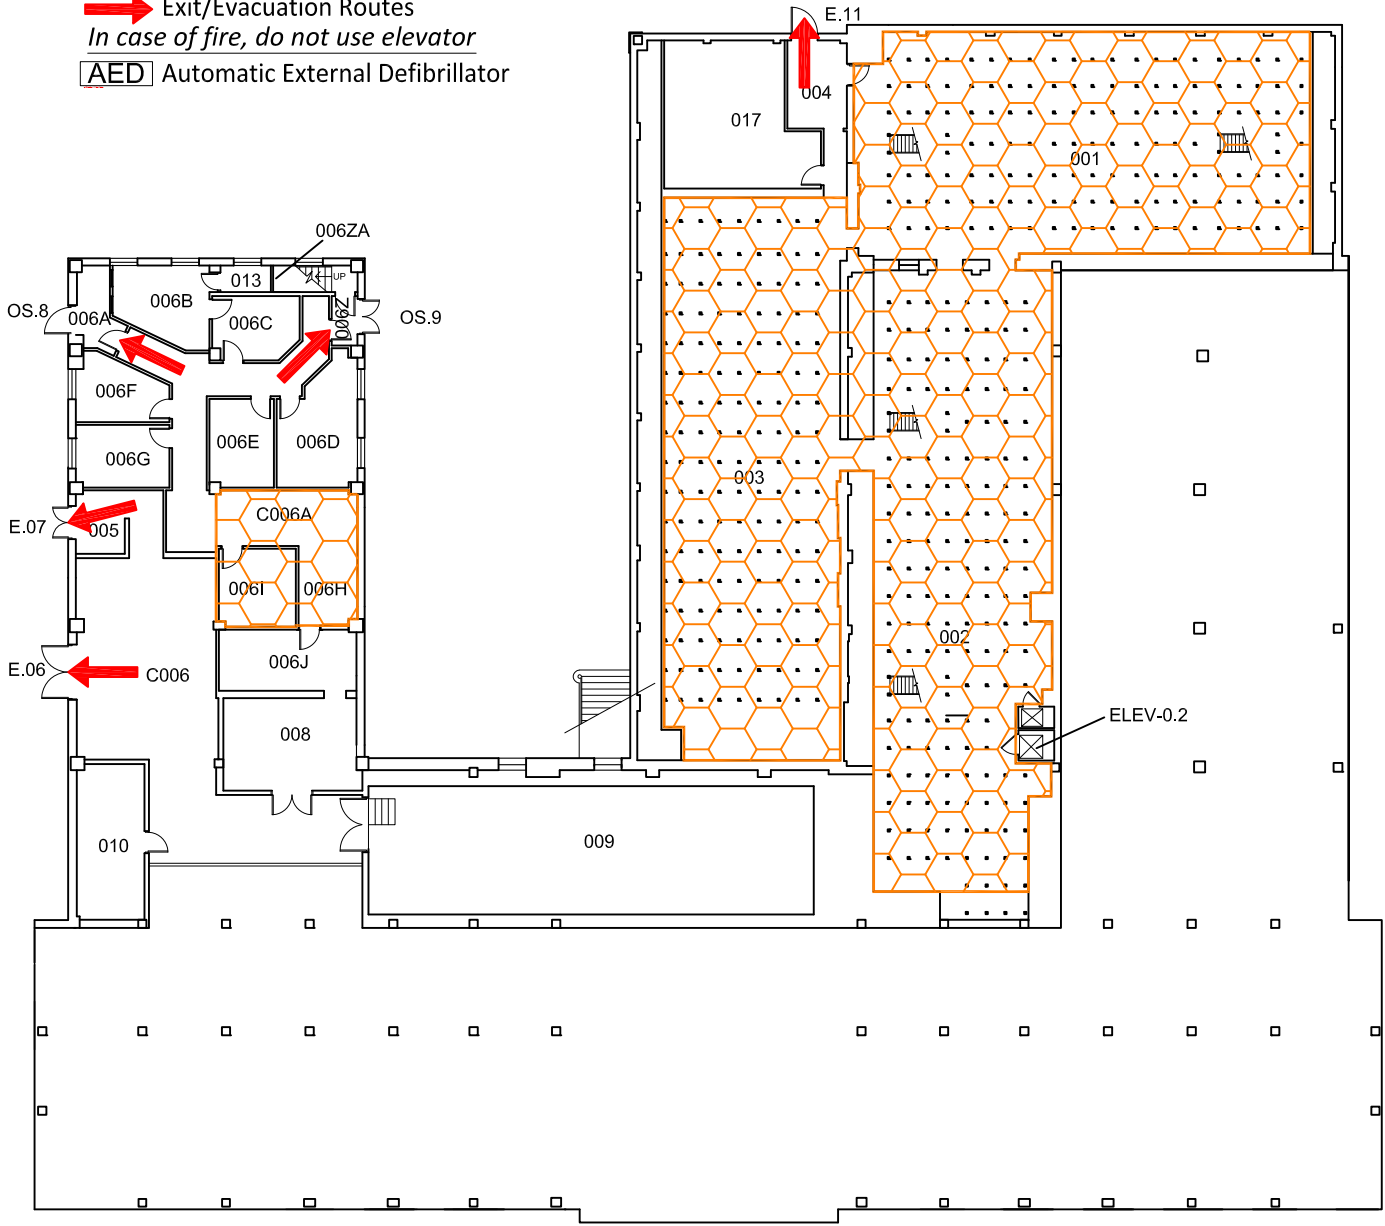 Exit/Evacuation Routes
In case of fire, do not use elevator
AED Automatic External Defibrillator
E.11
004
017
001
006ZA
013
UP
006B
OS.8
006A
006C
006Z
OS.9
006F
006E
006D
006G
003
C006A
E.07
005
006I
006H
002
006J
E.06
C006
ELEV-0.2
008
009
010